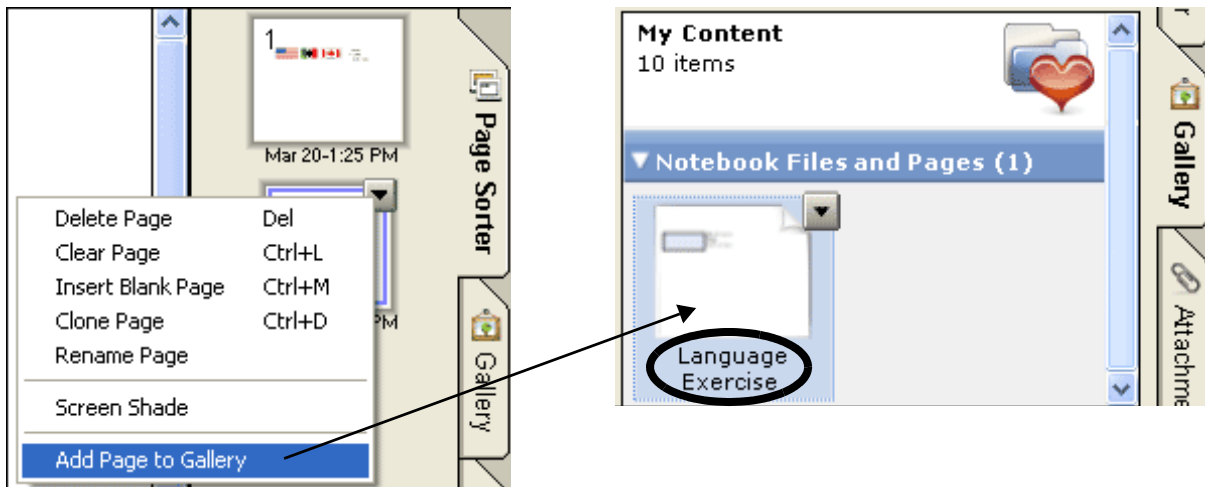 1
Mar 20-1:25 PM
PM
Page Sorter
Gallery
Delete Page Del
Clear Page Ctrl+L
Insert Blank Page Ctrl+M
Clone Page Ctrl+D
Rename Page
Screen Shade
Add Page to Gallery
My Content
10 items
Notebook Files and Pages (1)
Language
Exercise
Gallery
Attachme